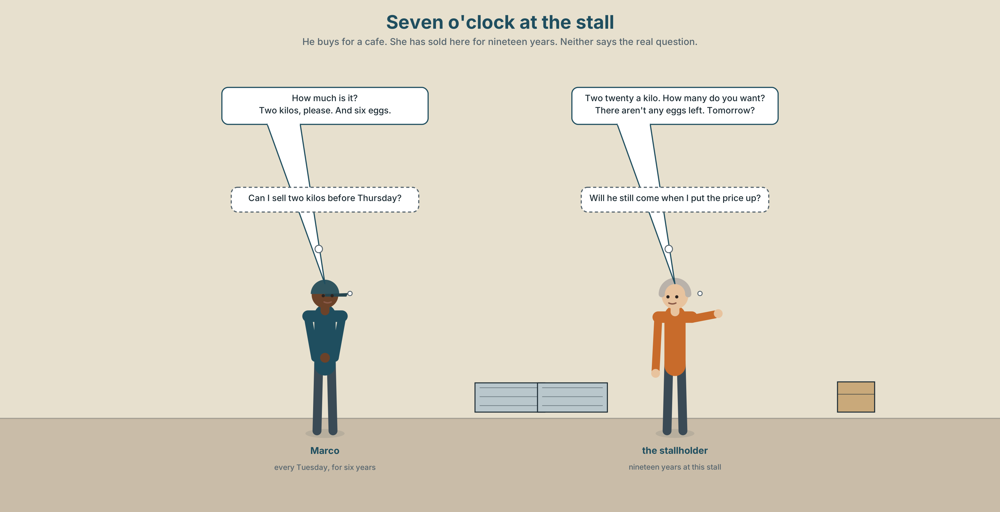 Seven o'clock at the stall
He buys for a cafe. She has sold here for nineteen years. Neither says the real question.
How much is it?
Two kilos, please. And six eggs.
Two twenty a kilo. How many do you want?
There aren't any eggs left. Tomorrow?
Can I sell two kilos before Thursday?
Will he still come when I put the price up?
Marco
every Tuesday, for six years
the stallholder
nineteen years at this stall